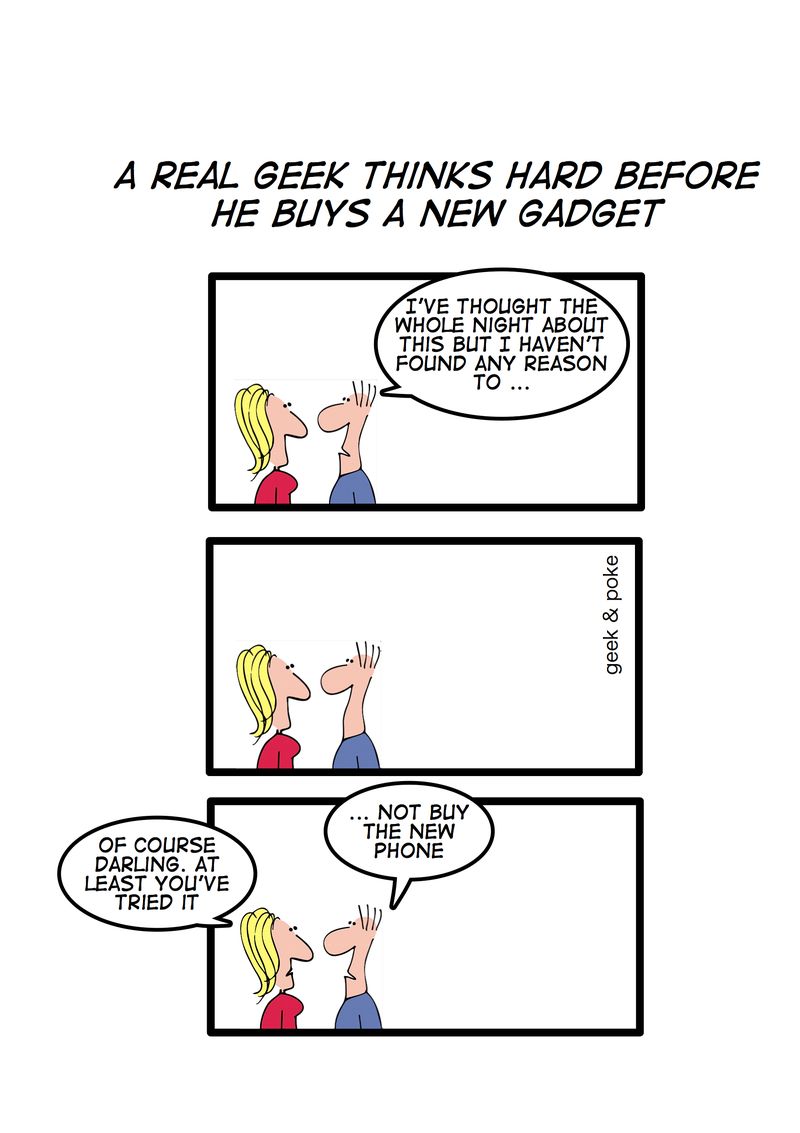 A REAL GEEK THINKS HARD BEFORE
HE BUYS A NEW GADGET
I'VE THOUGHT THE
WHOLE NIGHT ABOUT
THIS BUT I HAVEN'T
FOUND ANY REASON
TO ...
geek & poke
... NOT BUY
THE NEW
PHONE
OF COURSE
DARLING. AT
LEAST YOU'VE
TRIED IT